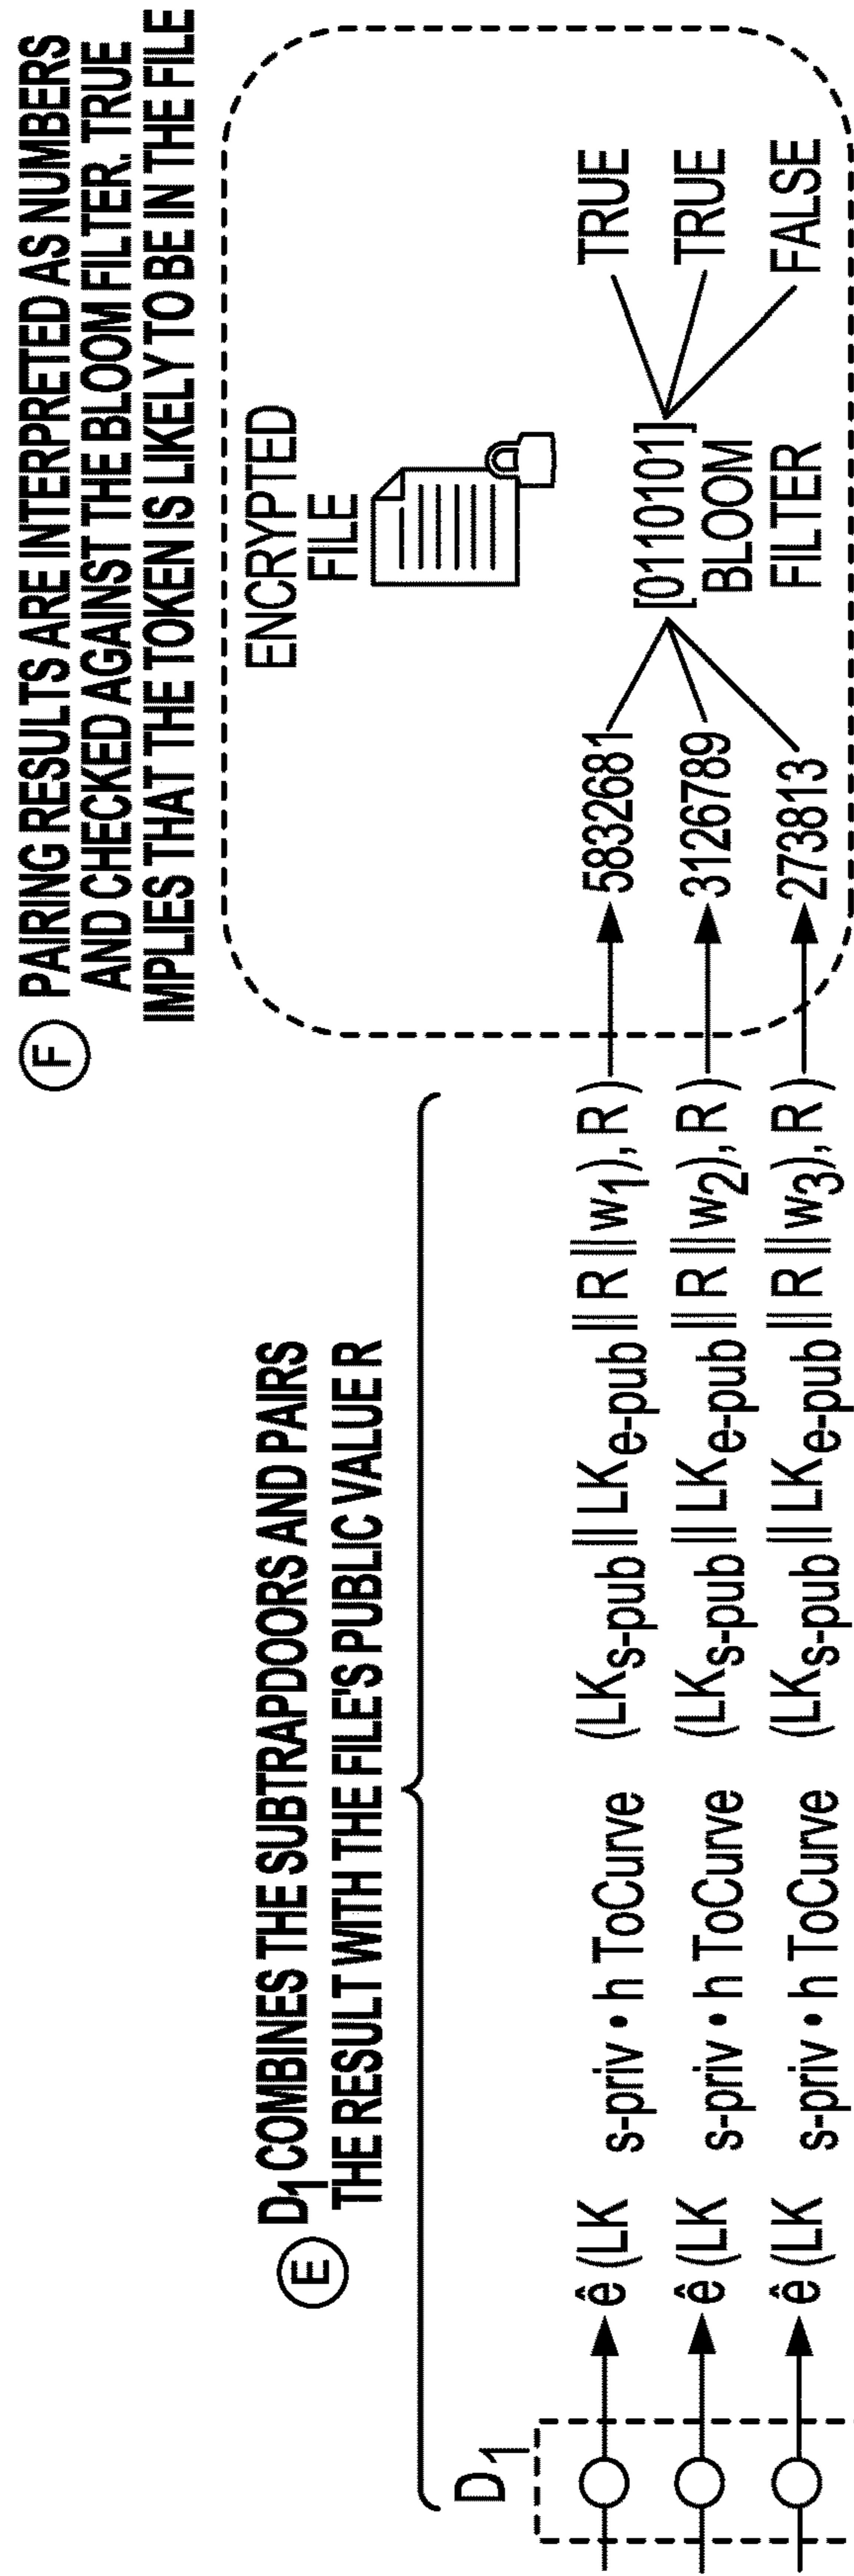 D1 COMBINES THE SUBTRAPDOORS AND PAIRS
THE RESULT WITH THE FILE'S PUBLIC VALUE R
E
D1
ê (LK s-priv • h ToCurve (LKs-pub || LKe-pub || R || w1), R )
ê (LK s-priv • h ToCurve (LKs-pub || LKe-pub || R || w2), R )
ê (LK s-priv • h ToCurve (LKs-pub || LKe-pub || R || w3), R )
F
PAIRING RESULTS ARE INTERPRETED AS NUMBERS
AND CHECKED AGAINST THE BLOOM FILTER. TRUE
IMPLIES THAT THE TOKEN IS LIKELY TO BE IN THE FILE
ENCRYPTED
FILE
5832681
3126789
273813
[0110101]
BLOOM
FILTER
TRUE
TRUE
FALSE